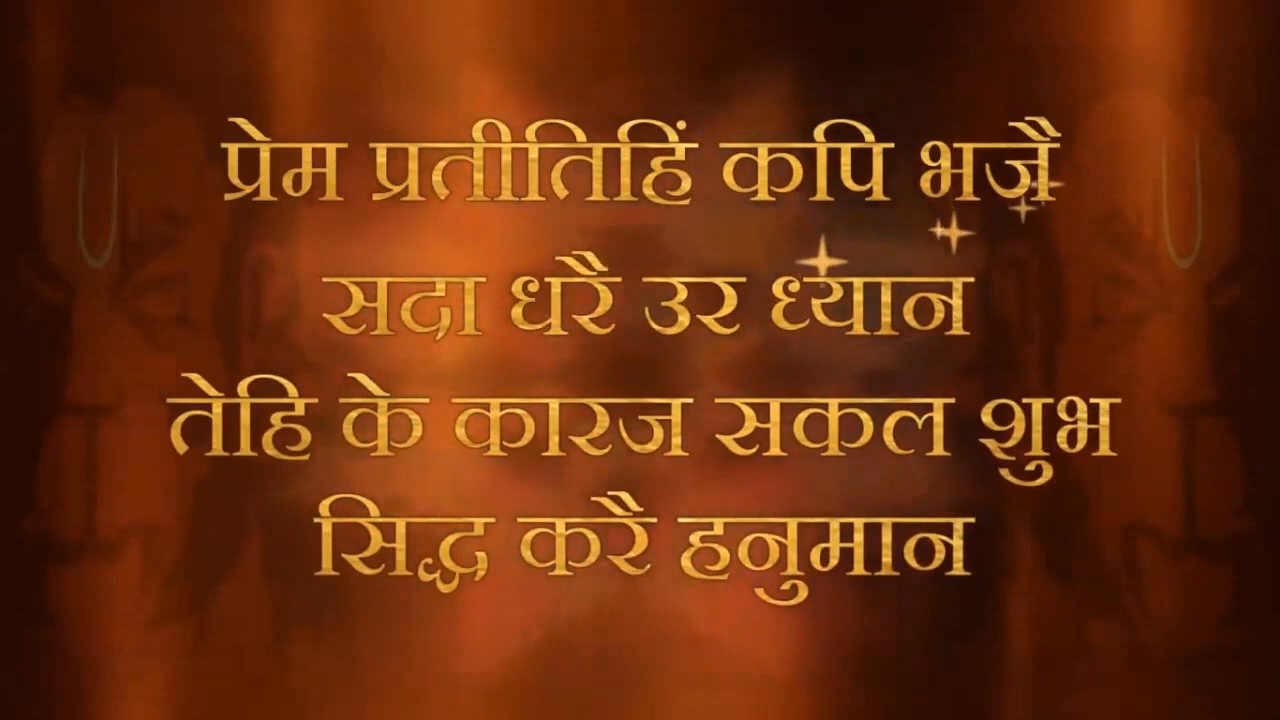 प्रेम प्रतीतिहिं कपि भजै
सदा धरै उर ध्यान
तेहि के कारज सकल शुभ
सिद्ध करै हनुमान